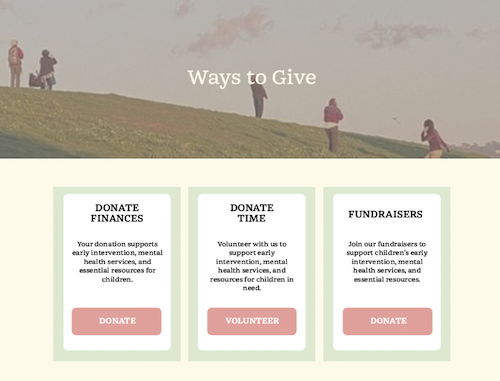 Ways to Give
DONATE
FINANCES
Your donation supports
early intervention, mental
health services, and
essential resources for
children.
DONATE
DONATE
TIME
Volunteer with us to
support early
intervention, mental
health services, and
resources for children in
need.
VOLUNTEER
FUNDRAISERS
Join our fundraisers to
support children's early
intervention, mental
health services, and
essential resources.
DONATE